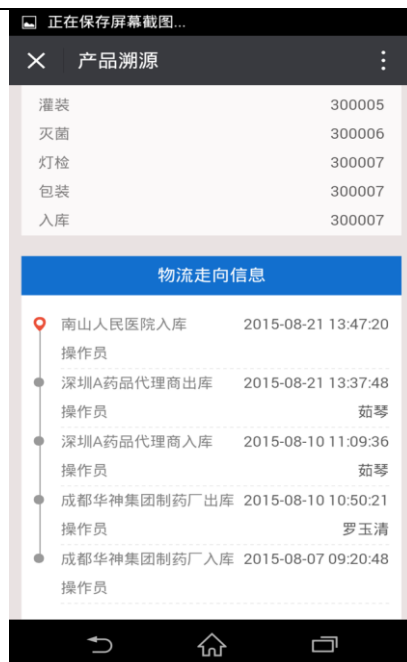 正在保存屏幕截图...
产品溯源
灌装 300005
灭菌 300006
灯检 300007
包装 300007
入库 300007
物流走向信息
南山人民医院入库 2015-08-21 13:47:20
操作员
深圳A药品代理商出库 2015-08-21 13:37:48
操作员 茹琴
深圳A药品代理商入库 2015-08-10 11:09:36
操作员 茹琴
成都华神集团制药厂出库 2015-08-10 10:50:21
操作员 罗玉清
成都华神集团制药厂入库 2015-08-07 09:20:48
操作员